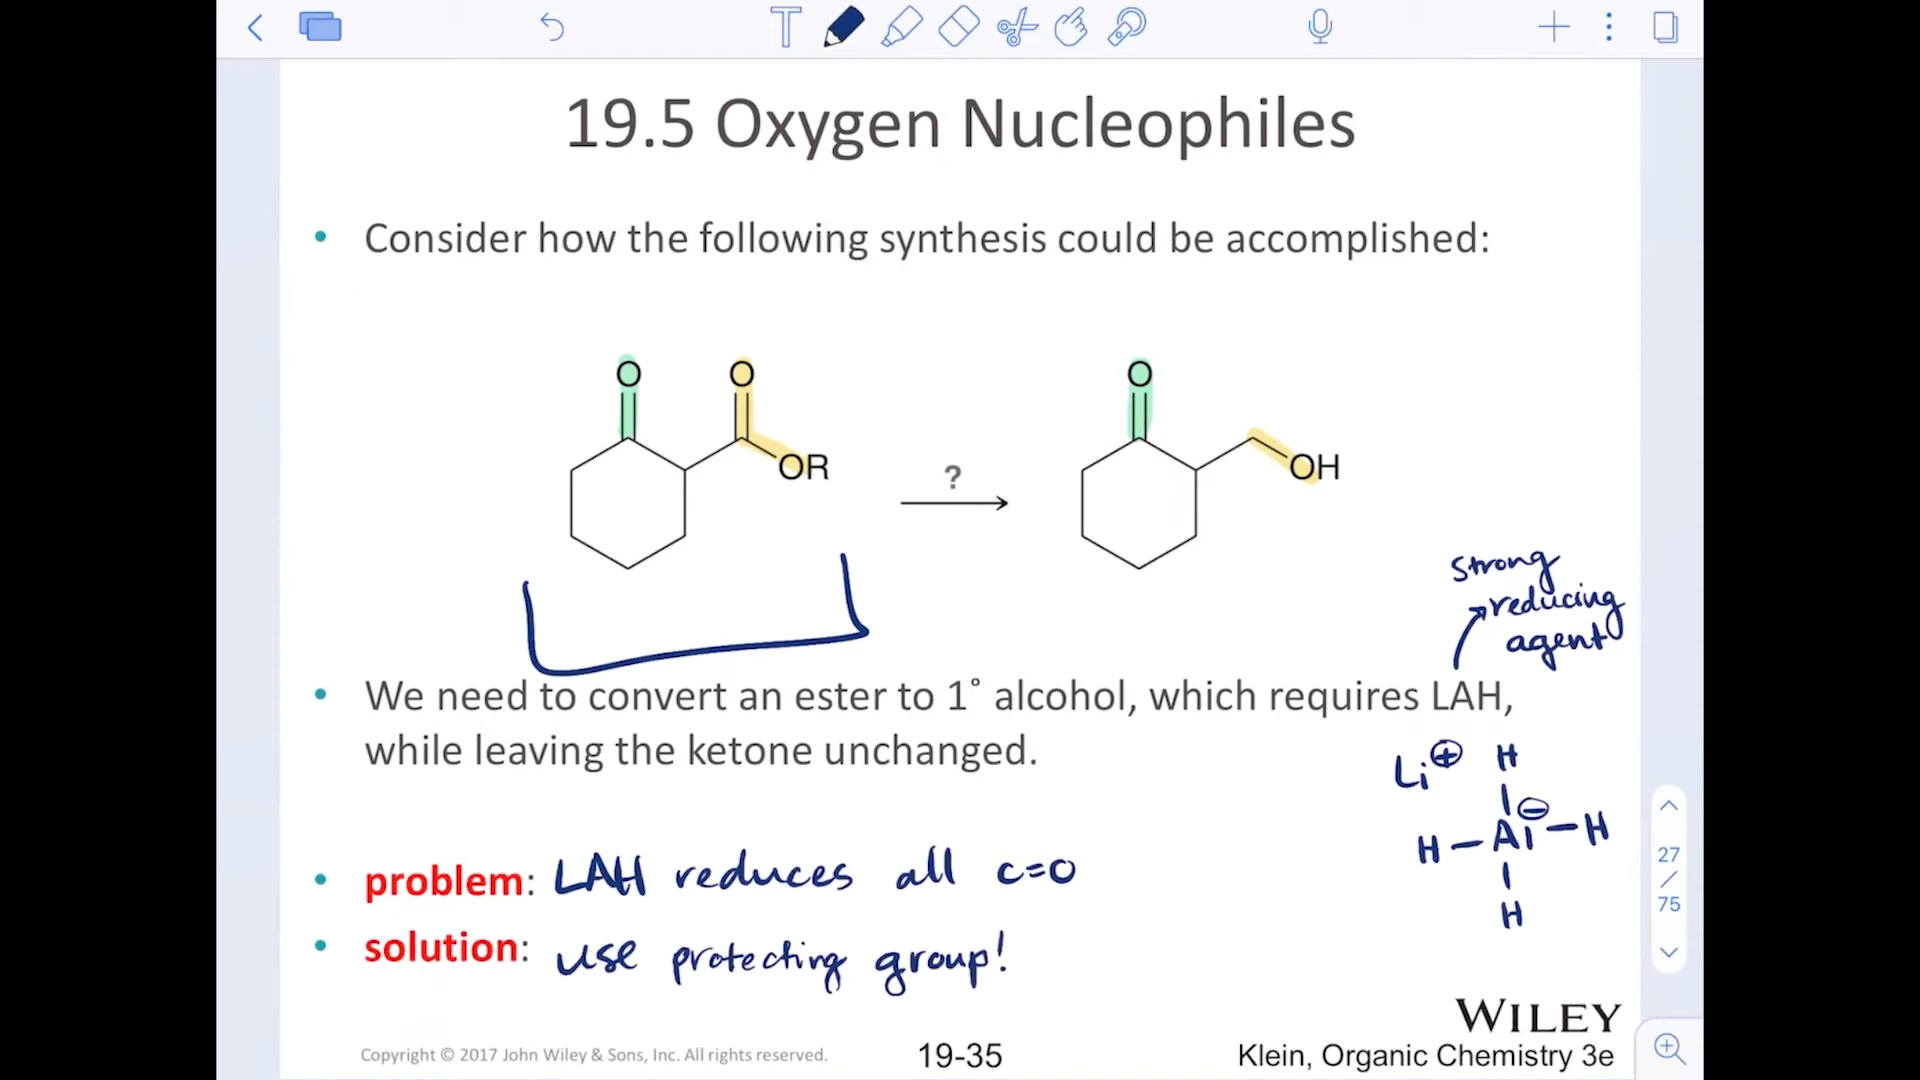 19.5 Oxygen Nucleophiles
• Consider how the following synthesis could be accomplished:
O O O
OR ? OH
strong
reducing
agent
• We need to convert an ester to 1° alcohol, which requires LAH,
while leaving the ketone unchanged.
Li⊕ H
⊖
H-Al-H
H
• problem: LAH reduces all C=O
• solution: use protecting group!
27
/
75
WILEY
Copyright © 2017 John Wiley & Sons, Inc. All rights reserved. 19-35 Klein, Organic Chemistry 3e